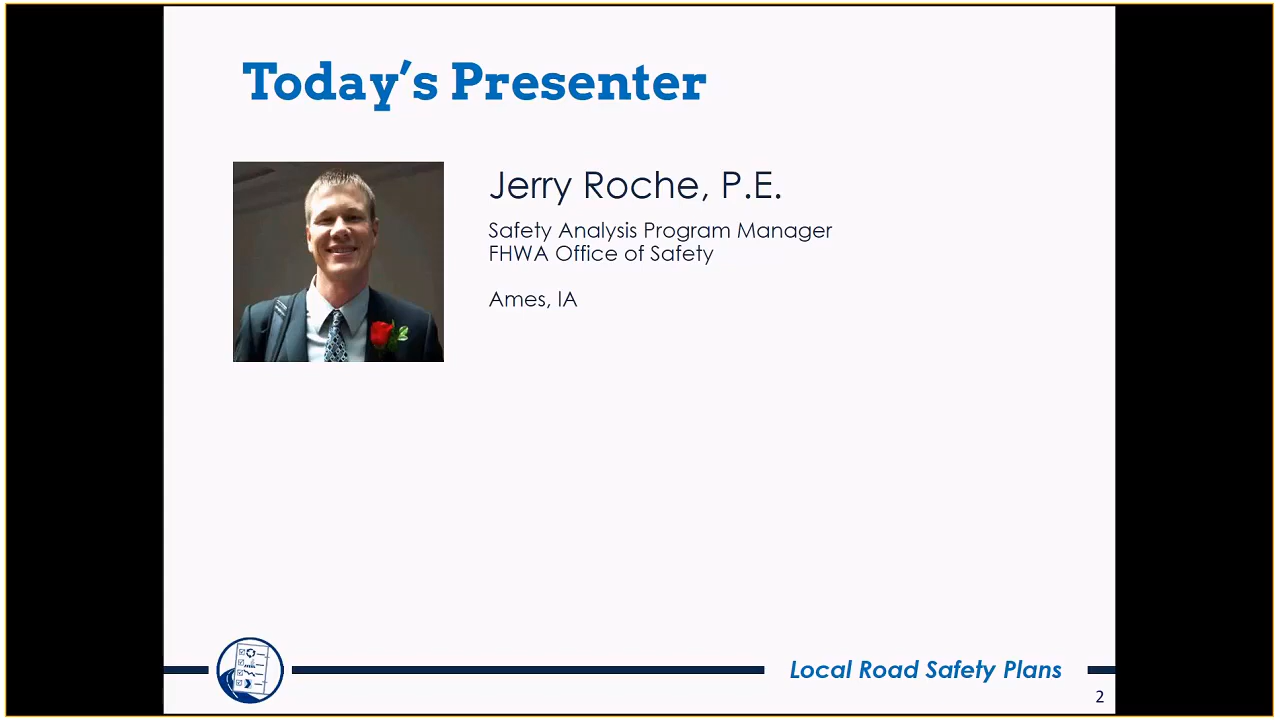 Today's Presenter
Jerry Roche, P.E.
Safety Analysis Program Manager
FHWA Office of Safety
Ames, IA
Local Road Safety Plans
2